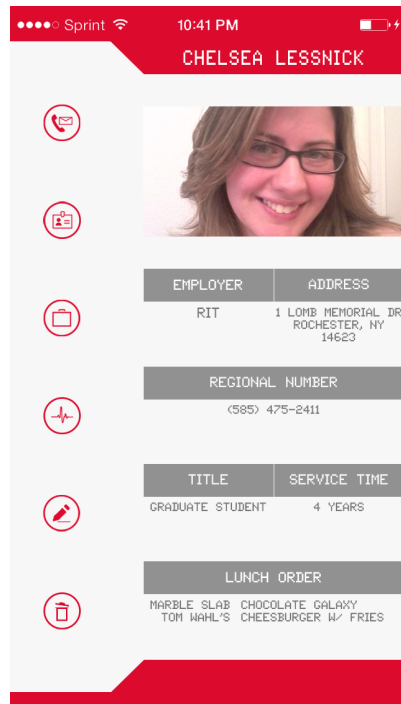 Sprint 10:41 PM
CHELSEA LESSNICK
EMPLOYER ADDRESS
RIT 1 LOMB MEMORIAL DR
ROCHESTER, NY
14623
REGIONAL NUMBER
(585) 475-2411
TITLE SERVICE TIME
GRADUATE STUDENT 4 YEARS
LUNCH ORDER
MARBLE SLAB CHOCOLATE GALAXY
TOM WAHL'S CHEESBURGER W/ FRIES